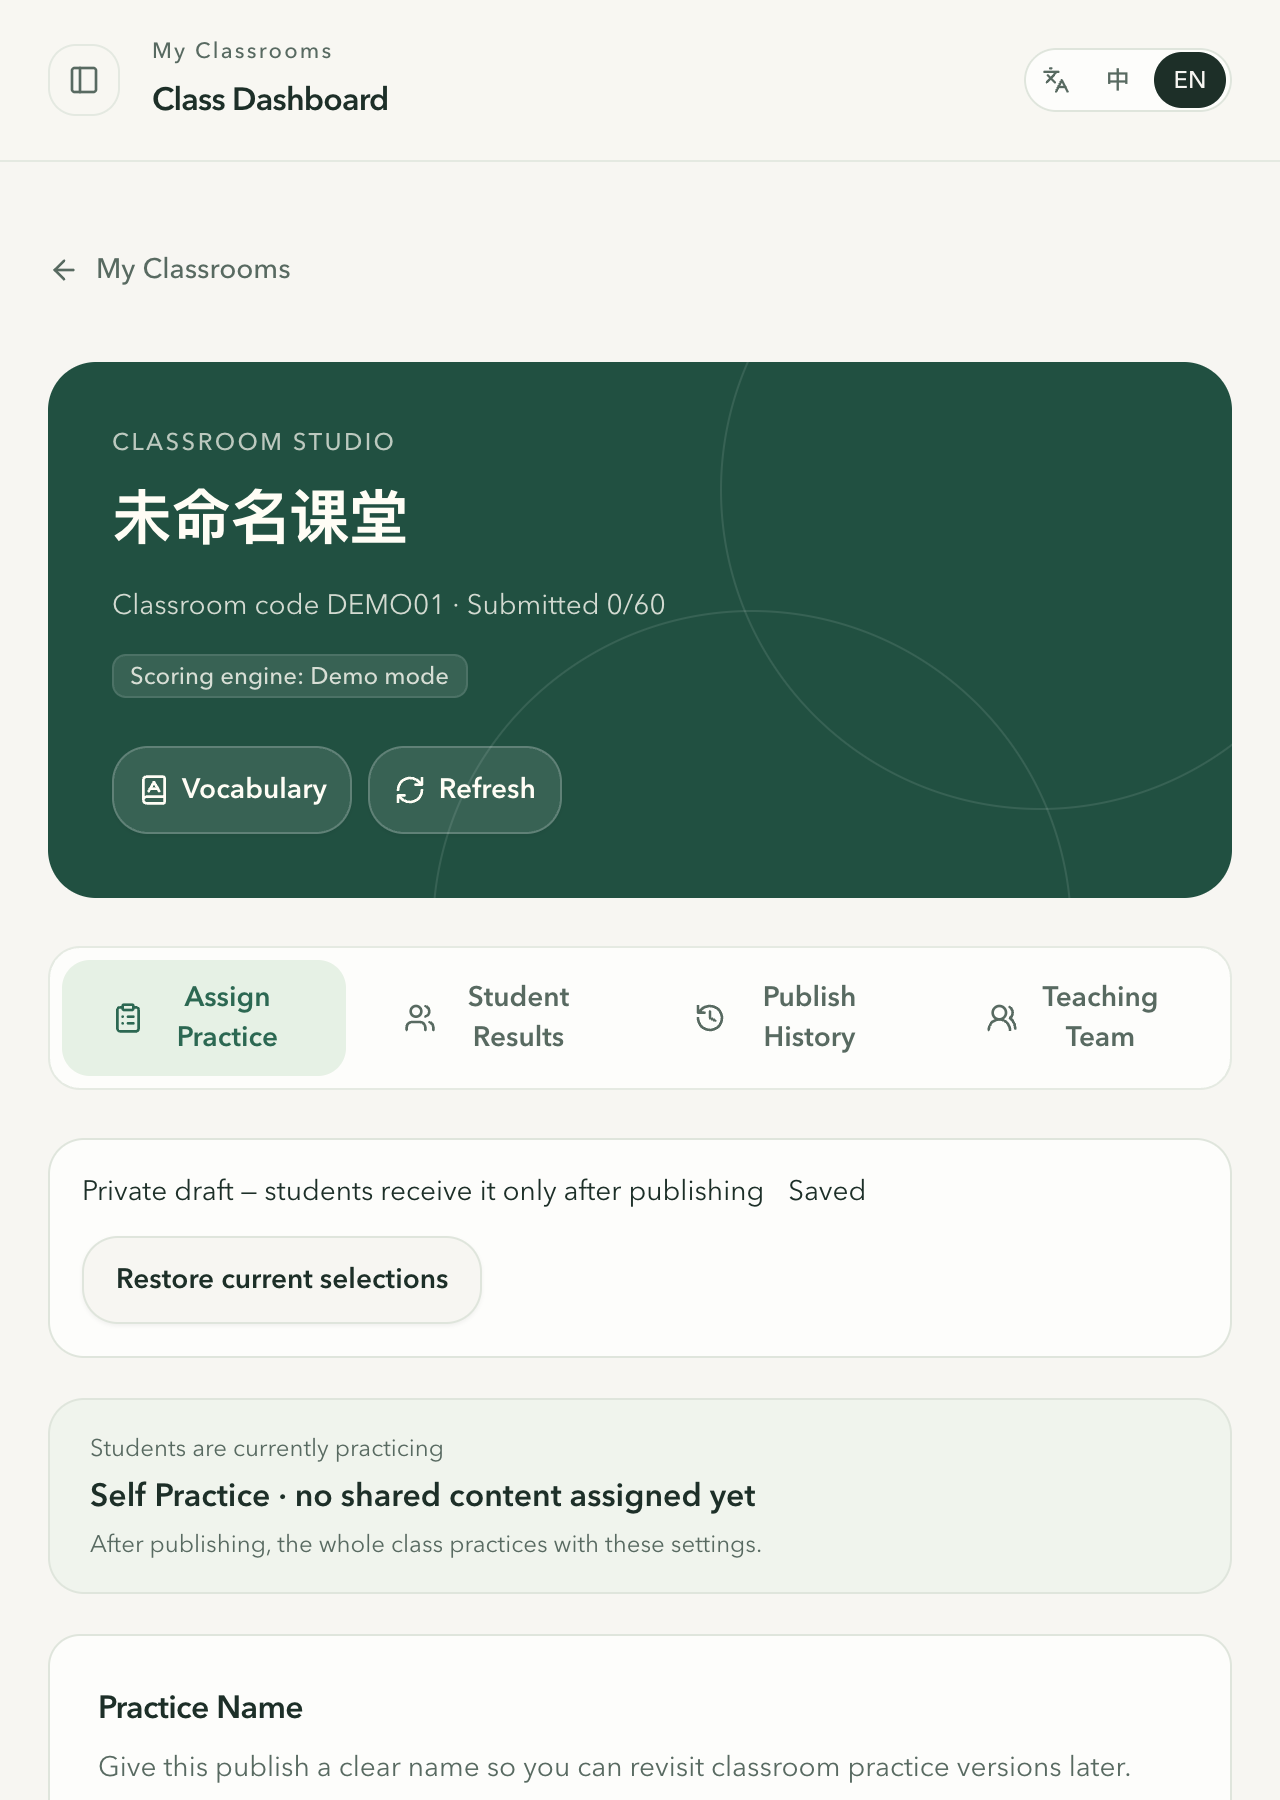 My Classrooms
Class Dashboard
中
EN
My Classrooms
CLASSROOM STUDIO
未命名课堂
Classroom code DEMO01 · Submitted 0/60
Scoring engine: Demo mode
Vocabulary
Refresh
Assign
Practice
Student
Results
Publish
History
Teaching
Team
Private draft — students receive it only after publishing Saved
Restore current selections
Students are currently practicing
Self Practice · no shared content assigned yet
After publishing, the whole class practices with these settings.
Practice Name
Give this publish a clear name so you can revisit classroom practice versions later.